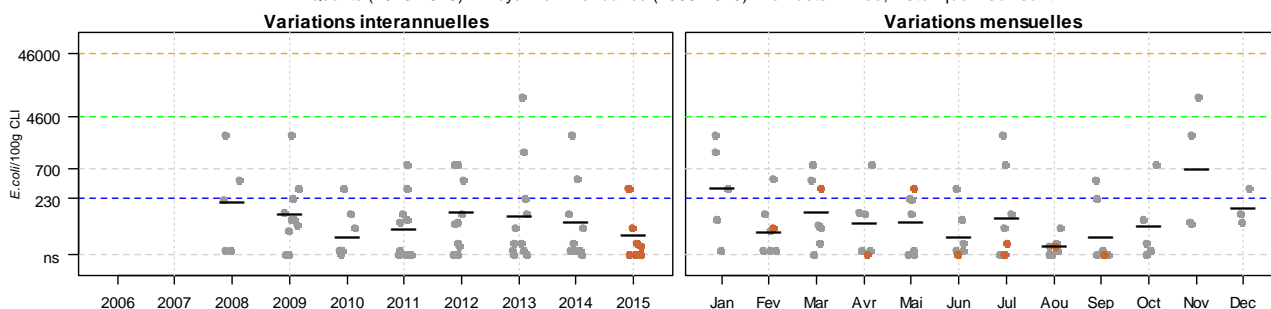 Variations interannuelles
Variations mensuelles
E.coli/100g CLI
46000
4600
700
230
ns
2006 2007 2008 2009 2010 2011 2012 2013 2014 2015
Jan Fev Mar Avr Mai Jun Jul Aou Sep Oct Nov Dec